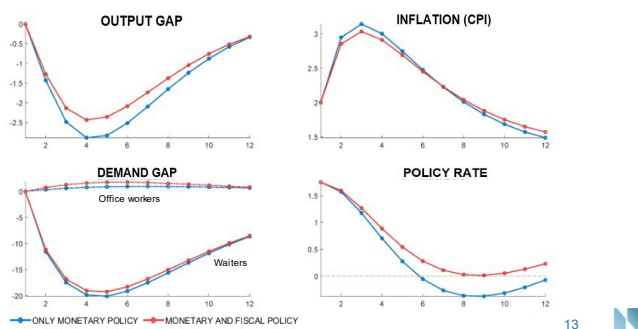 OUTPUT GAP
0
-0.5
-1
-1.5
-2
-2.5
2 4 6 8 10 12
INFLATION (CPI)
3
2.5
2
1.5
2 4 6 8 10 12
DEMAND GAP
0
-5
-10
-15
-20
Office workers
Waiters
2 4 6 8 10 12
POLICY RATE
1.5
1
0.5
0
2 4 6 8 10 12
ONLY MONETARY POLICY MONETARY AND FISCAL POLICY
13